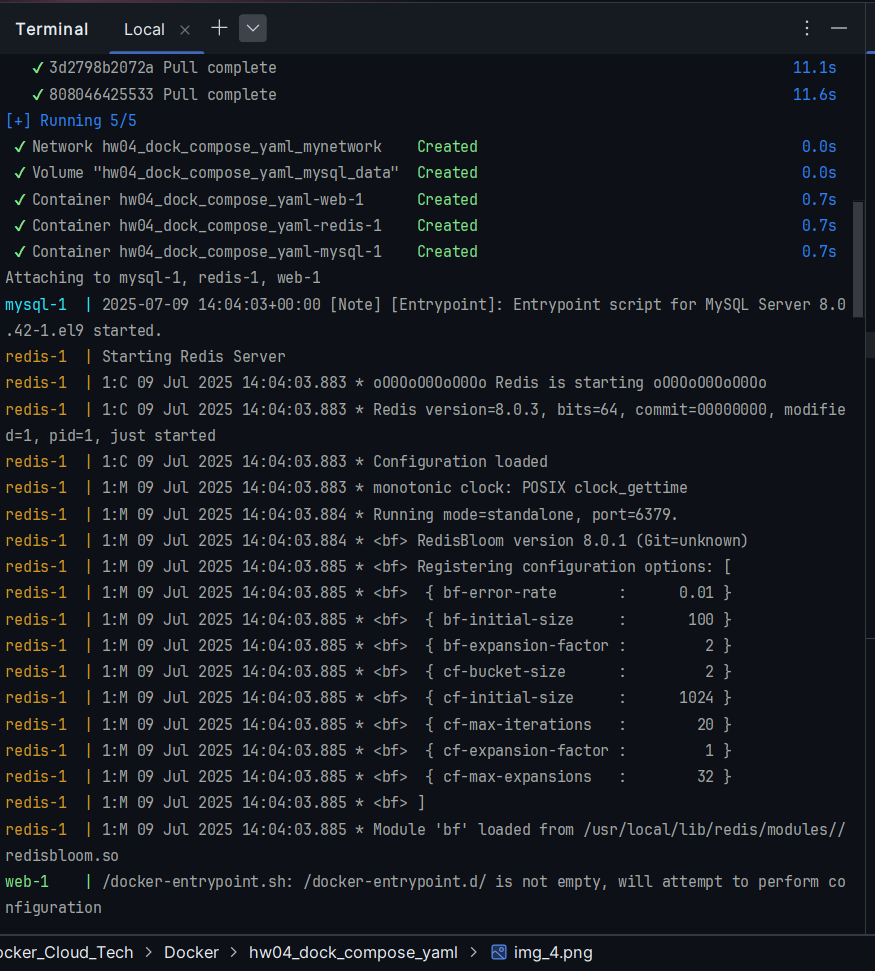 Terminal Local
3d2798b2072a Pull complete 11.1s
808046425533 Pull complete 11.6s
[+] Running 5/5
Network hw04_dock_compose_yaml_mynetwork Created 0.0s
Volume "hw04_dock_compose_yaml_mysql_data" Created 0.0s
Container hw04_dock_compose_yaml-web-1 Created 0.7s
Container hw04_dock_compose_yaml-redis-1 Created 0.7s
Container hw04_dock_compose_yaml-mysql-1 Created 0.7s
Attaching to mysql-1, redis-1, web-1
mysql-1 | 2025-07-09 14:04:03+00:00 [Note] [Entrypoint]: Entrypoint script for MySQL Server 8.0
.42-1.el9 started.
redis-1 | Starting Redis Server
redis-1 | 1:C 09 Jul 2025 14:04:03.883 * oO0OoO0OoO0Oo Redis is starting oO0OoO0OoO0Oo
redis-1 | 1:C 09 Jul 2025 14:04:03.883 * Redis version=8.0.3, bits=64, commit=00000000, modifie
d=1, pid=1, just started
redis-1 | 1:C 09 Jul 2025 14:04:03.883 * Configuration loaded
redis-1 | 1:M 09 Jul 2025 14:04:03.883 * monotonic clock: POSIX clock_gettime
redis-1 | 1:M 09 Jul 2025 14:04:03.884 * Running mode=standalone, port=6379.
redis-1 | 1:M 09 Jul 2025 14:04:03.884 * <bf> RedisBloom version 8.0.1 (Git=unknown)
redis-1 | 1:M 09 Jul 2025 14:04:03.885 * <bf> Registering configuration options: [
redis-1 | 1:M 09 Jul 2025 14:04:03.885 * <bf> { bf-error-rate : 0.01 }
redis-1 | 1:M 09 Jul 2025 14:04:03.885 * <bf> { bf-initial-size : 100 }
redis-1 | 1:M 09 Jul 2025 14:04:03.885 * <bf> { bf-expansion-factor : 2 }
redis-1 | 1:M 09 Jul 2025 14:04:03.885 * <bf> { cf-bucket-size : 2 }
redis-1 | 1:M 09 Jul 2025 14:04:03.885 * <bf> { cf-initial-size : 1024 }
redis-1 | 1:M 09 Jul 2025 14:04:03.885 * <bf> { cf-max-iterations : 20 }
redis-1 | 1:M 09 Jul 2025 14:04:03.885 * <bf> { cf-expansion-factor : 1 }
redis-1 | 1:M 09 Jul 2025 14:04:03.885 * <bf> { cf-max-expansions : 32 }
redis-1 | 1:M 09 Jul 2025 14:04:03.885 * <bf> ]
redis-1 | 1:M 09 Jul 2025 14:04:03.885 * Module 'bf' loaded from /usr/local/lib/redis/modules//
redisbloom.so
web-1 | /docker-entrypoint.sh: /docker-entrypoint.d/ is not empty, will attempt to perform co
nfiguration
ocker_Cloud_Tech > Docker > hw04_dock_compose_yaml > img_4.png